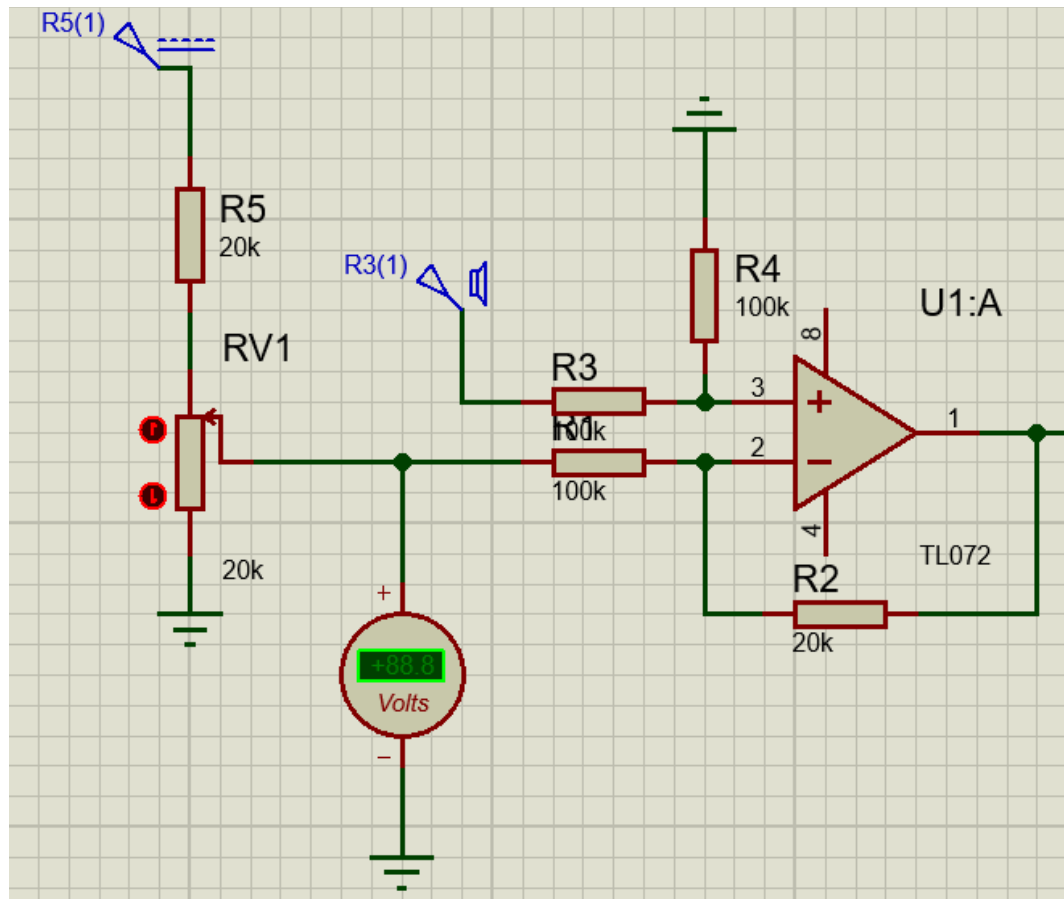 R5(1)
R5
20k
RV1
20k
R3(1)
R4
100k
U1:A
R3
100k
R1
100k
3
2
8
4
1
TL072
R2
20k
+
+88.8
Volts
−